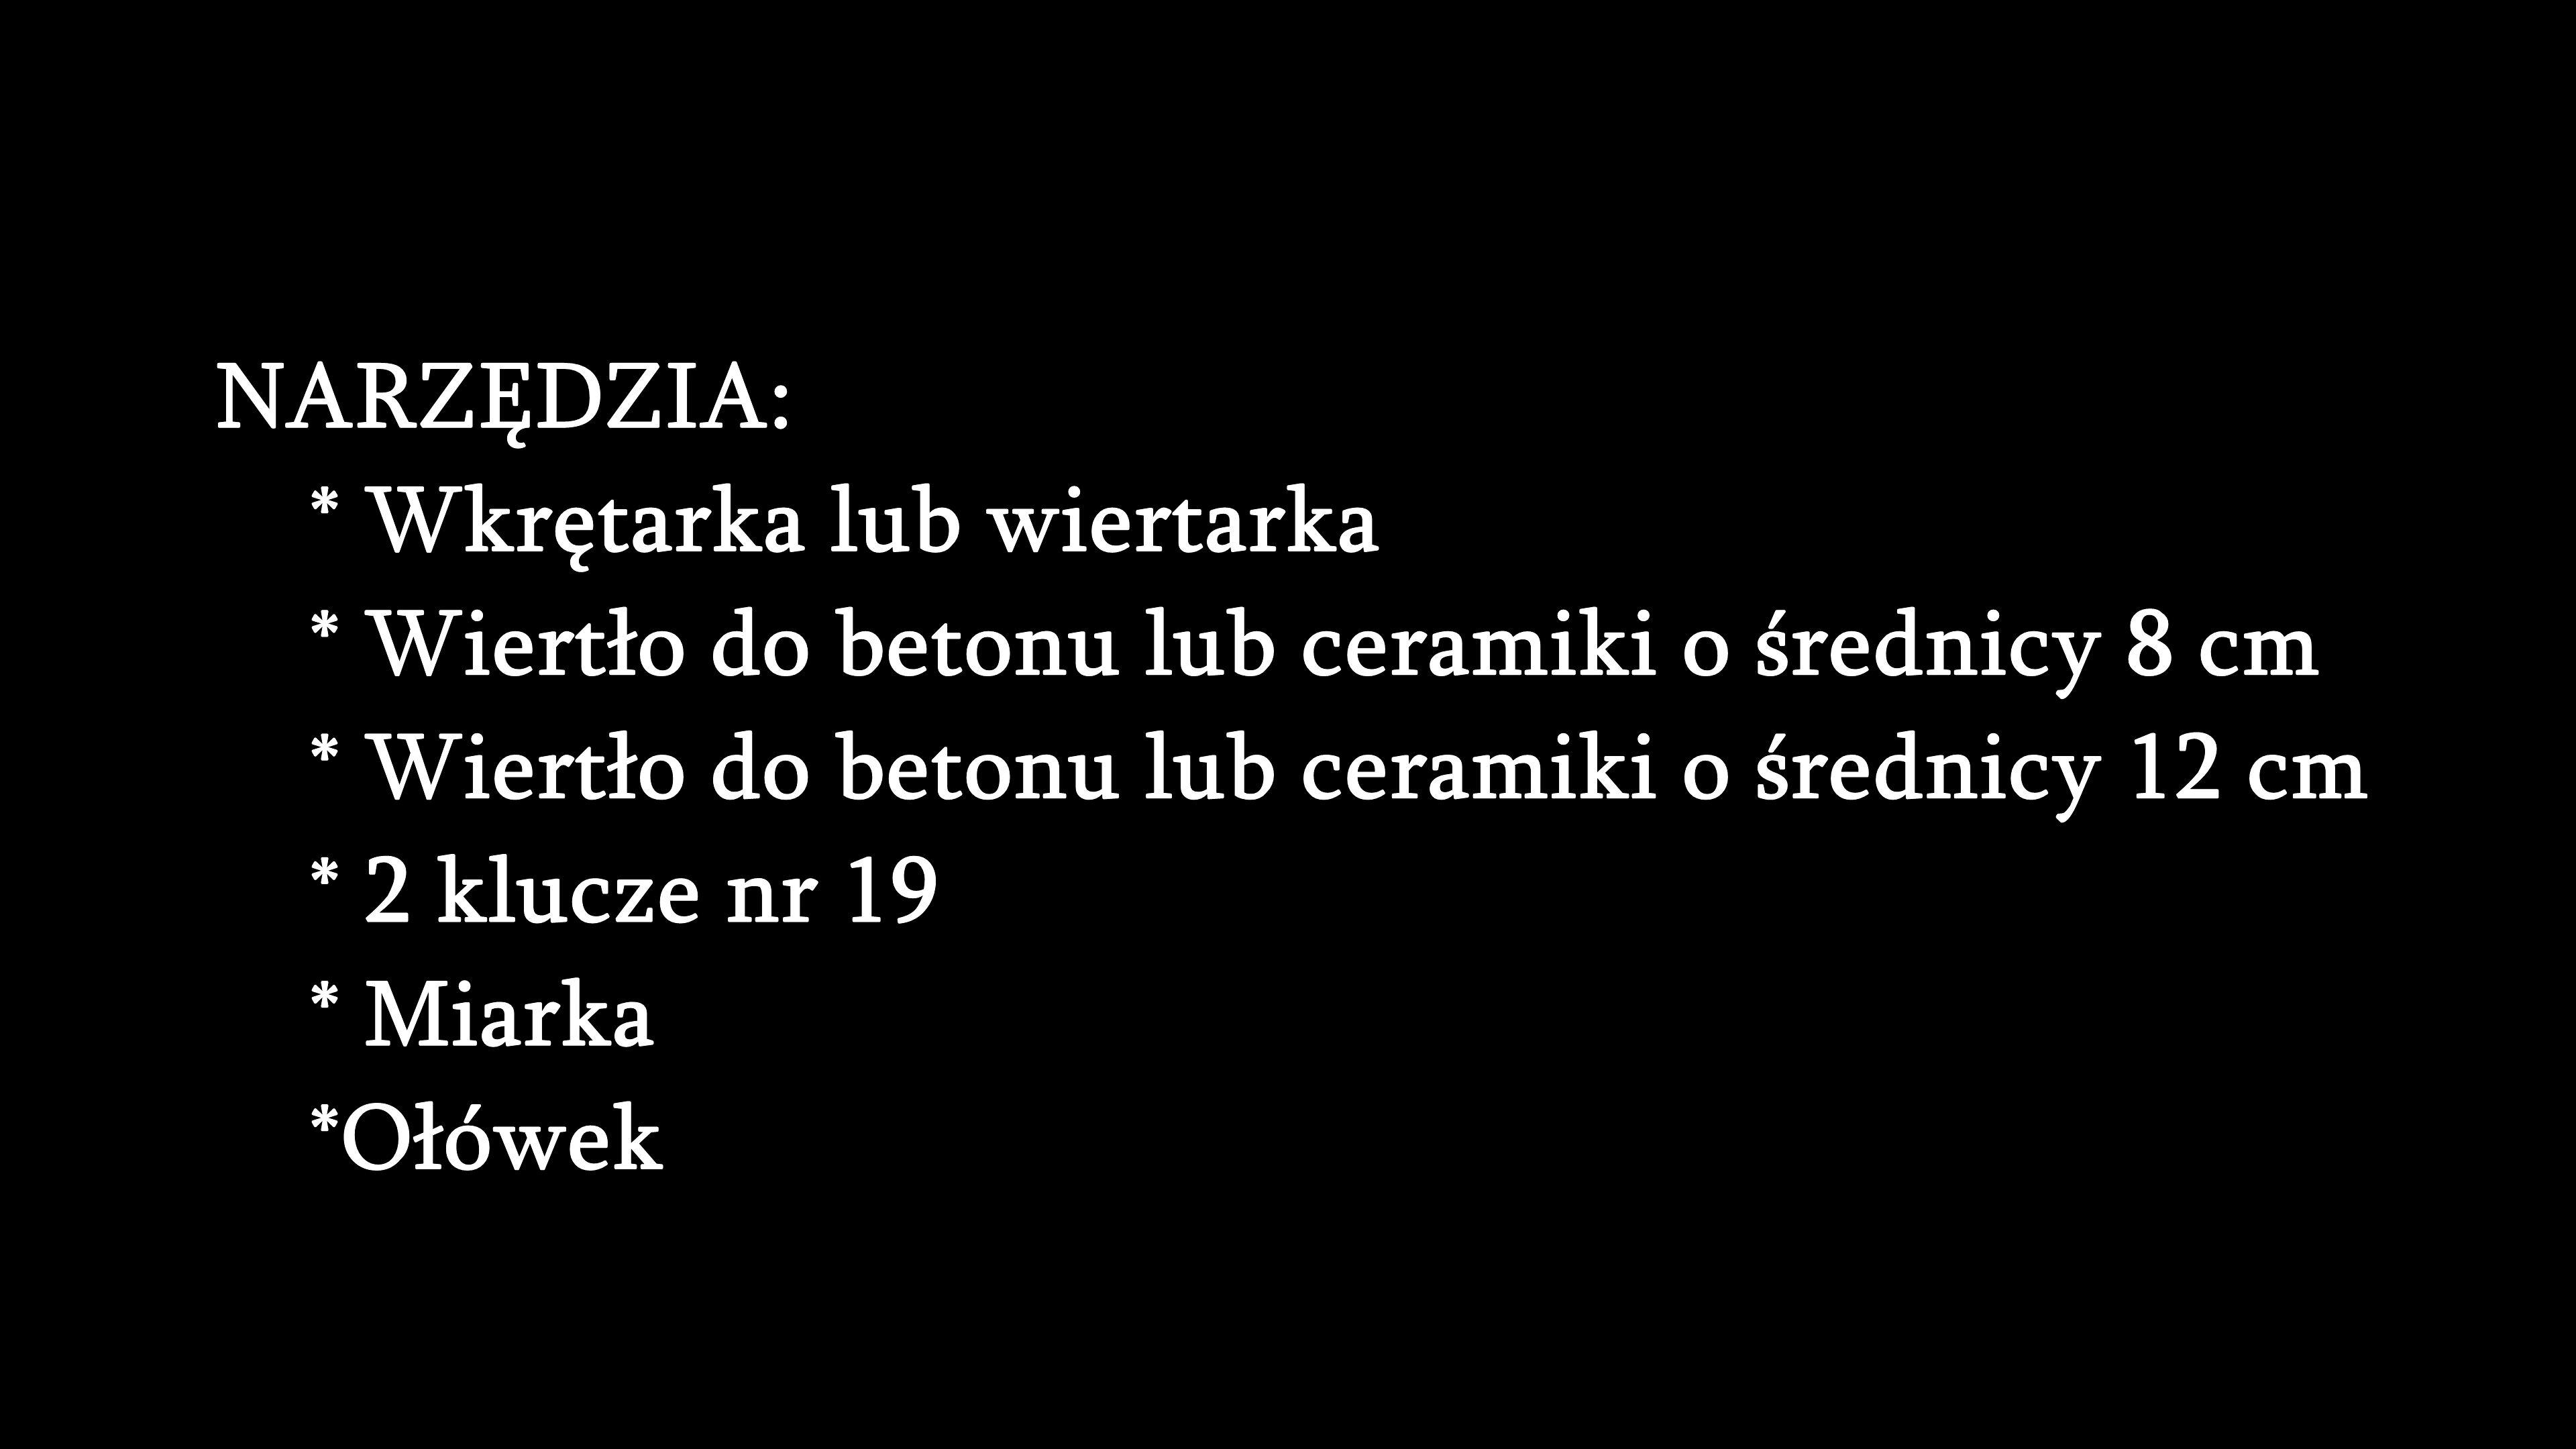 NARZĘDZIA:
* Wkrętarka lub wiertarka
* Wiertło do betonu lub ceramiki o średnicy 8 cm
* Wiertło do betonu lub ceramiki o średnicy 12 cm
* 2 klucze nr 19
* Miarka
*Ołówek